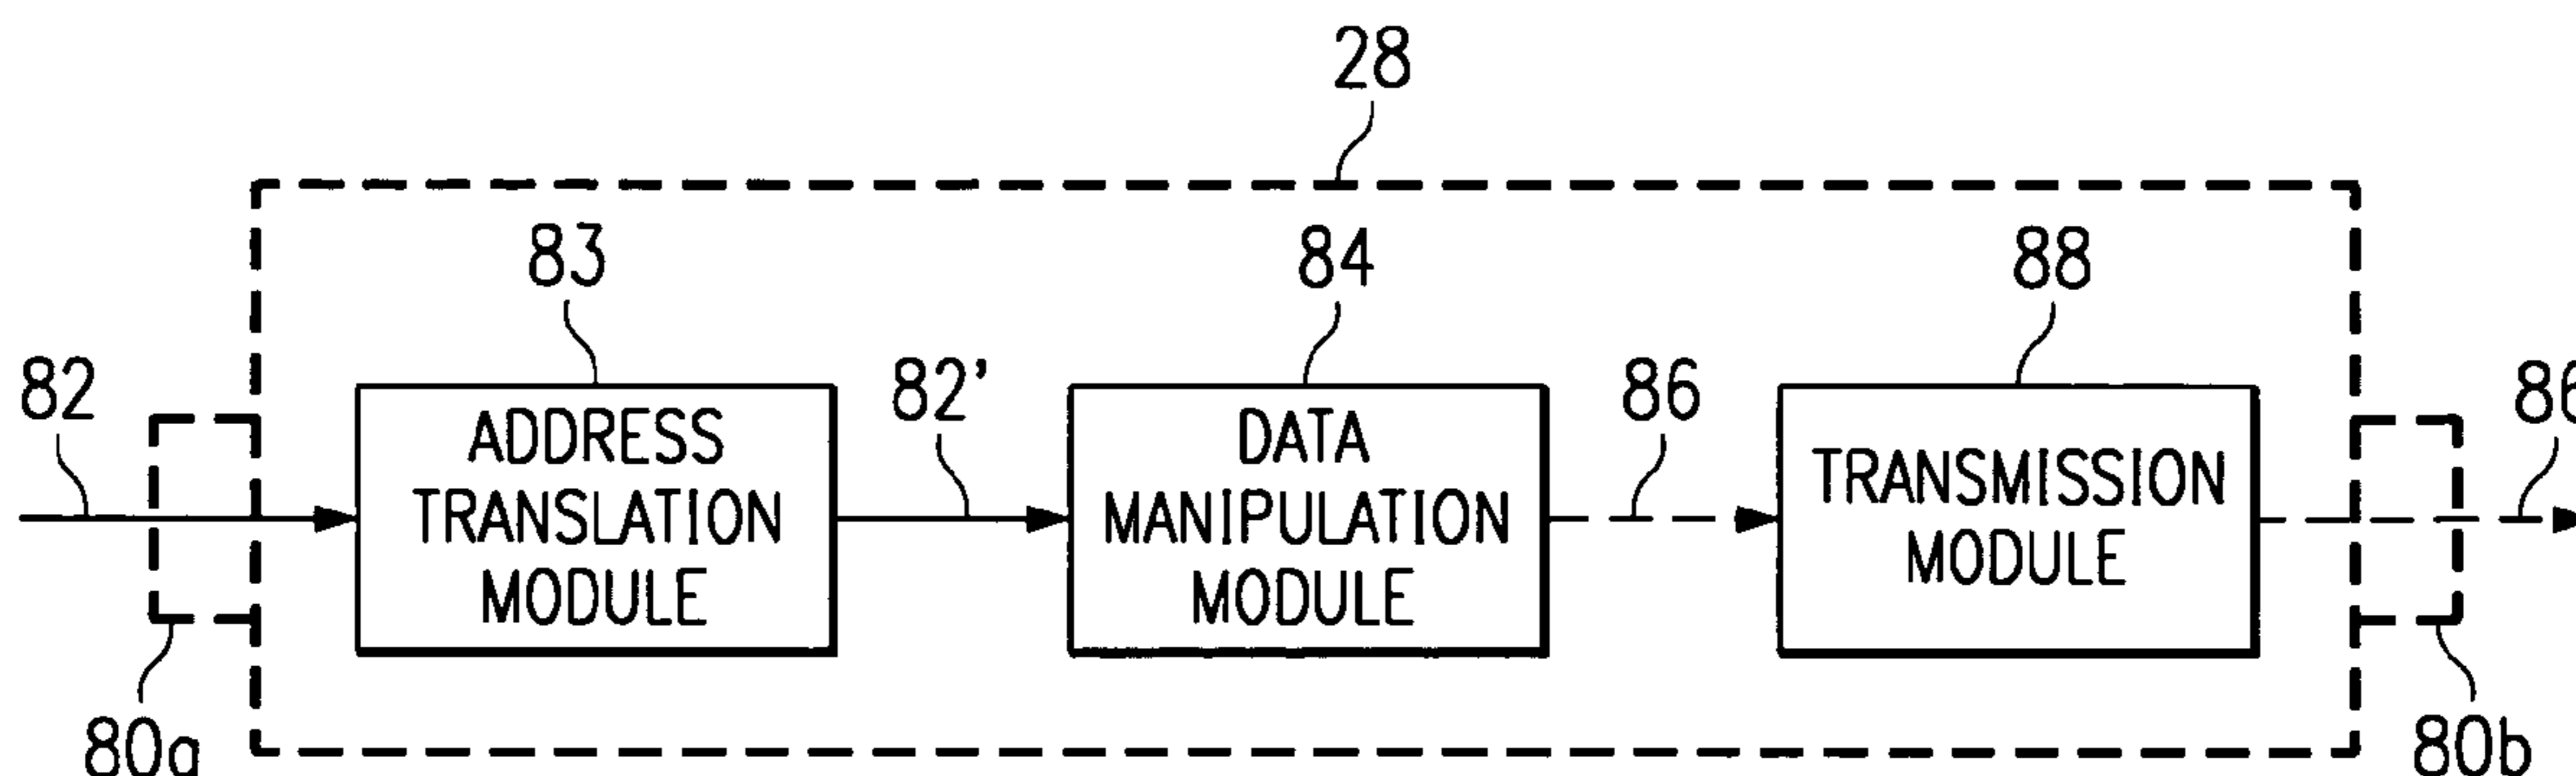 28
83
84
88
82
82'
86
86
ADDRESS
TRANSLATION
MODULE
DATA
MANIPULATION
MODULE
TRANSMISSION
MODULE
80a
80b